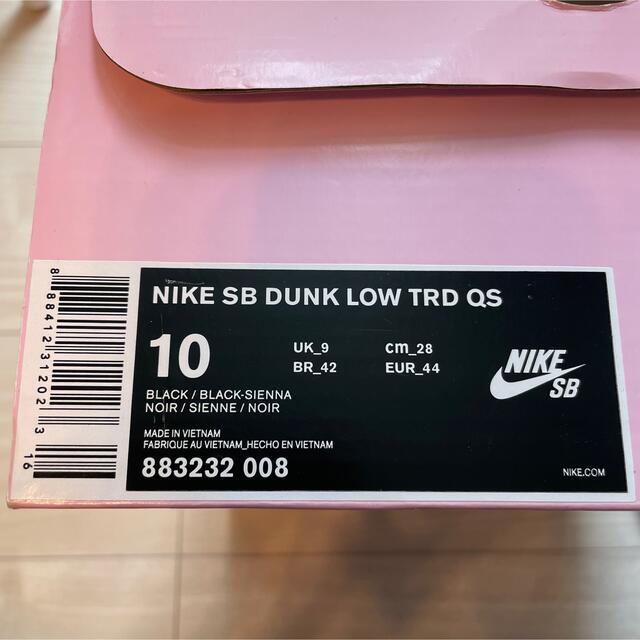 NIKE SB DUNK LOW TRD QS
10
UK_9 cm_28
BR_42 EUR_44
BLACK / BLACK-SIENNA
NOIR / SIENNE / NOIR
MADE IN VIETNAM
FABRIQUE AU VIETNAM_HECHO EN VIETNAM
883232 008
NIKE
SB
NIKE.COM
8 88412 31202 3
16